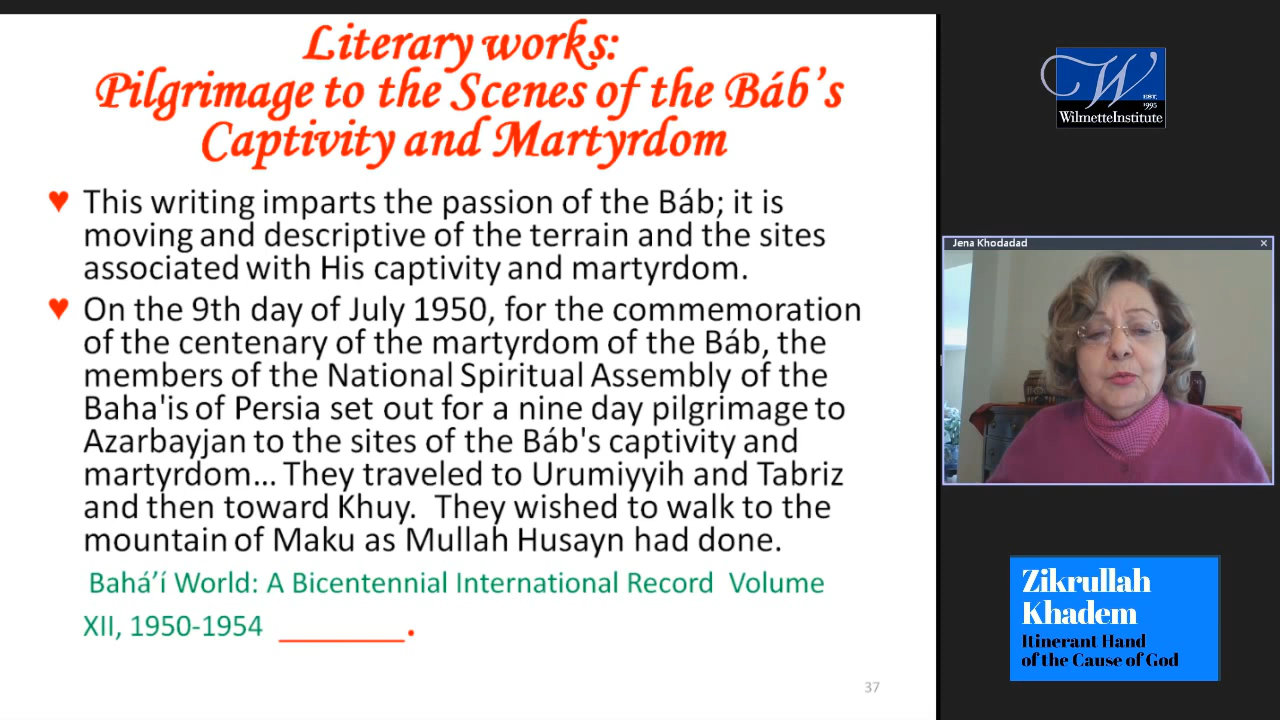 Literary works:
Pilgrimage to the Scenes of the Báb’s
Captivity and Martyrdom
♥ This writing imparts the passion of the Báb; it is
moving and descriptive of the terrain and the sites
associated with His captivity and martyrdom.
♥ On the 9th day of July 1950, for the commemoration
of the centenary of the martyrdom of the Báb, the
members of the National Spiritual Assembly of the
Baha'is of Persia set out for a nine day pilgrimage to
Azarbayjan to the sites of the Báb's captivity and
martyrdom... They traveled to Urumiyyih and Tabriz
and then toward Khuy. They wished to walk to the
mountain of Maku as Mullah Husayn had done.
Bahá’í World: A Bicentennial International Record Volume
XII, 1950-1954 ________.
37
W
EST.
1995
WilmetteInstitute
Jena Khodadad
Zikrullah
Khadem
Itinerant Hand
of the Cause of God